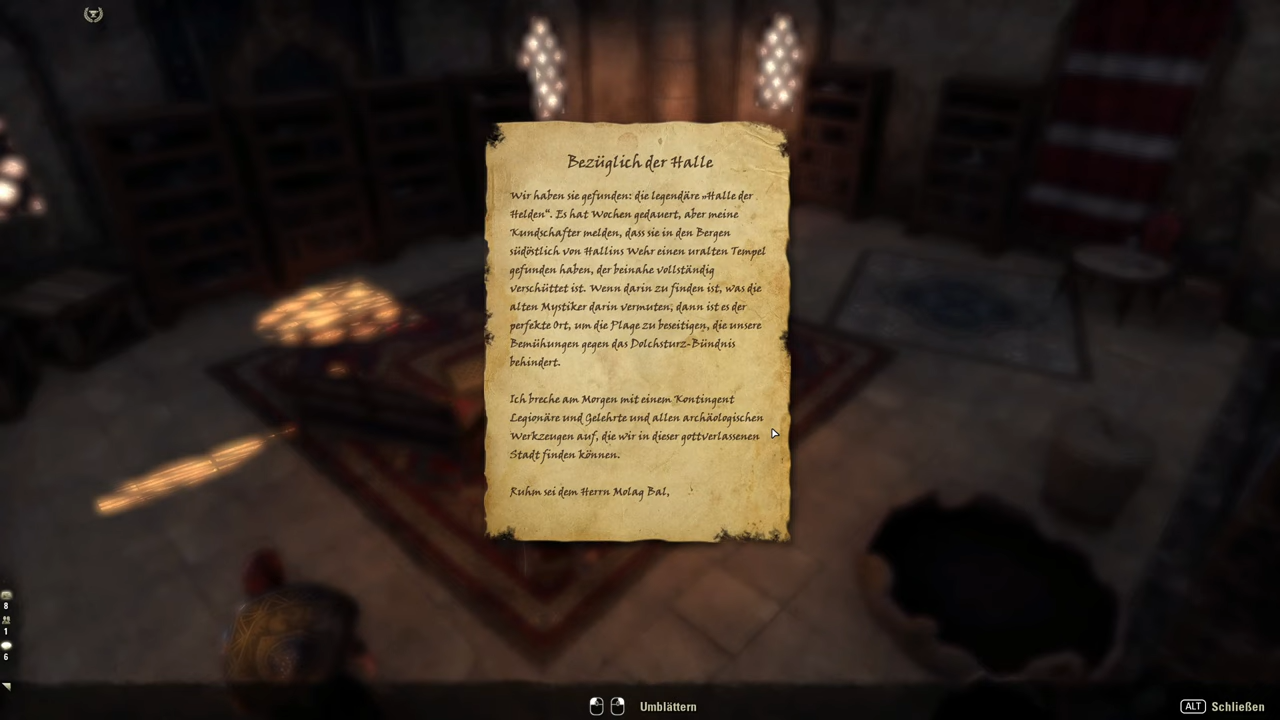 Bezüglich der Halle
Wir haben sie gefunden: die legendäre „Halle der
Helden“. Es hat Wochen gedauert, aber meine
Kundschafter melden, dass sie in den Bergen
südöstlich von Hallins Wehr einen uralten Tempel
gefunden haben, der beinahe vollständig
verschüttet ist. Wenn darin zu finden ist, was die
alten Mystiker darin vermuten, dann ist es der
perfekte Ort, um die Plage zu beseitigen, die unsere
Bemühungen gegen das Dolchsturz-Bündnis
behindert.
Ich breche am Morgen mit einem Kontingent
Legionäre und Gelehrte und allen archäologischen
Werkzeugen auf, die wir in dieser gottverlassenen
Stadt finden können.
Ruhm sei dem Herrn Molag Bal,
8
1
6
Umblättern
ALT Schließen